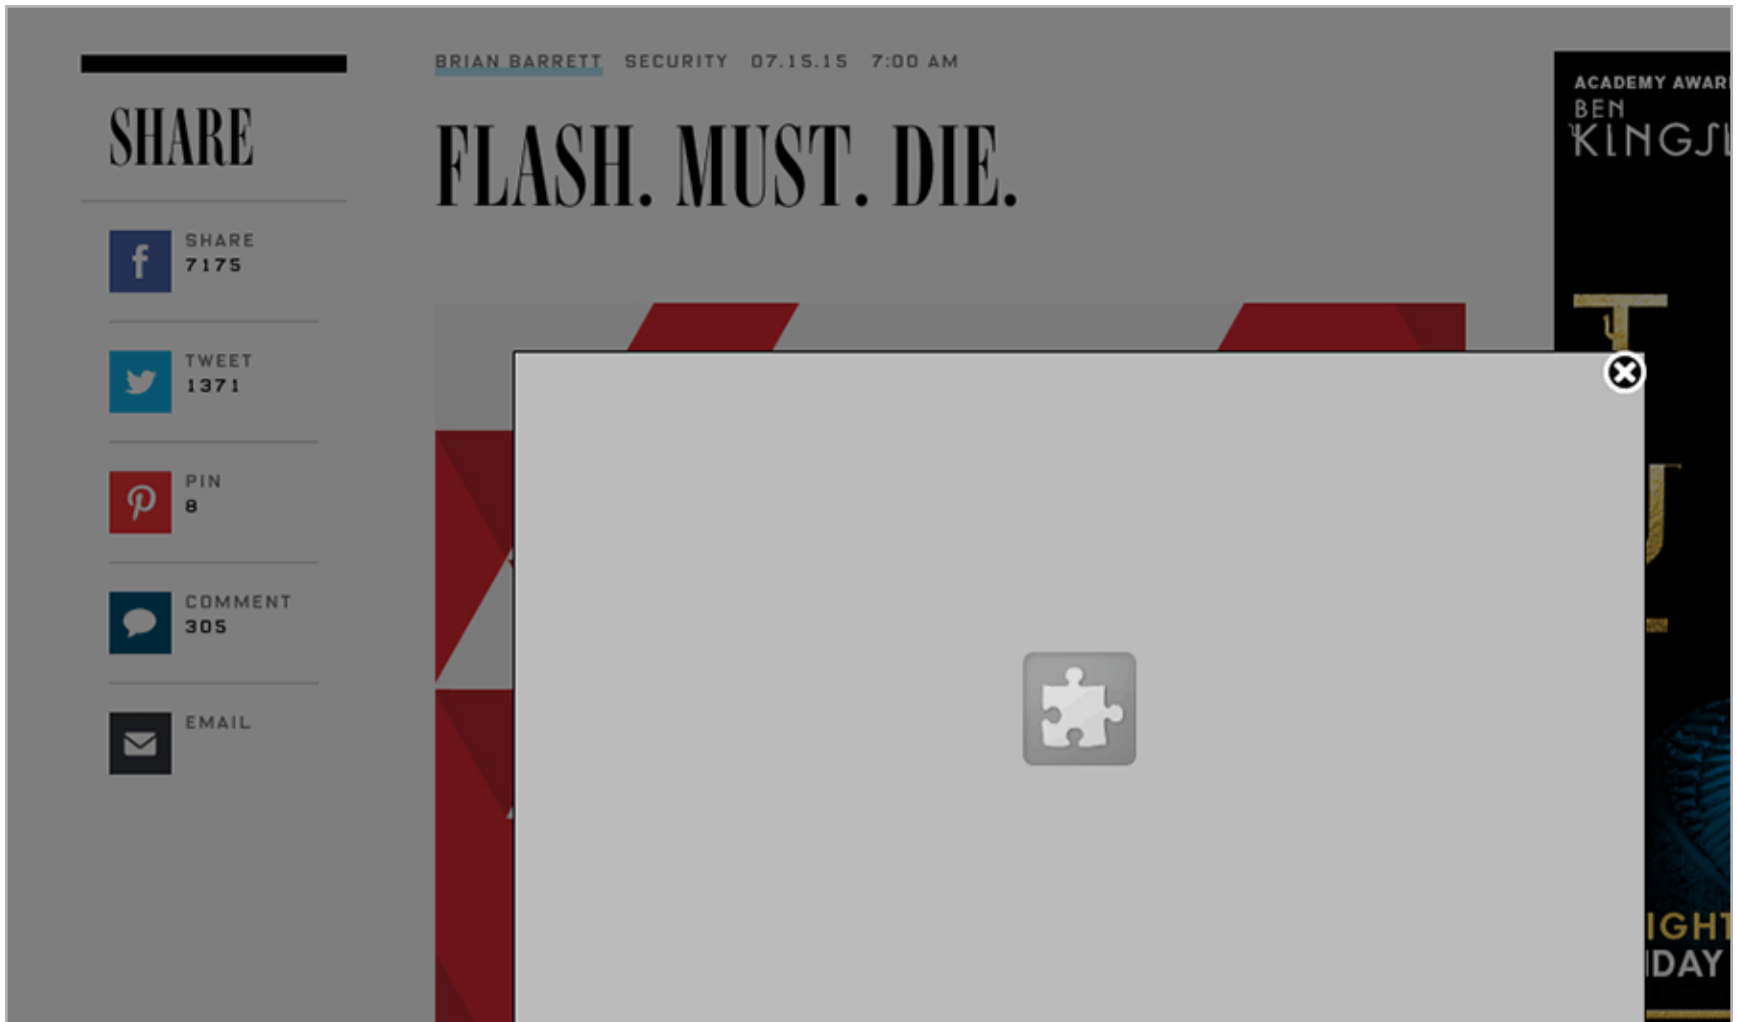 BRIAN BARRETT SECURITY 07.15.15 7:00 AM
FLASH. MUST. DIE.
SHARE
SHARE
7175
TWEET
1371
PIN
8
COMMENT
305
EMAIL
ACADEMY AWAR
BEN
KINGSL
T
U
IGHT
DAY